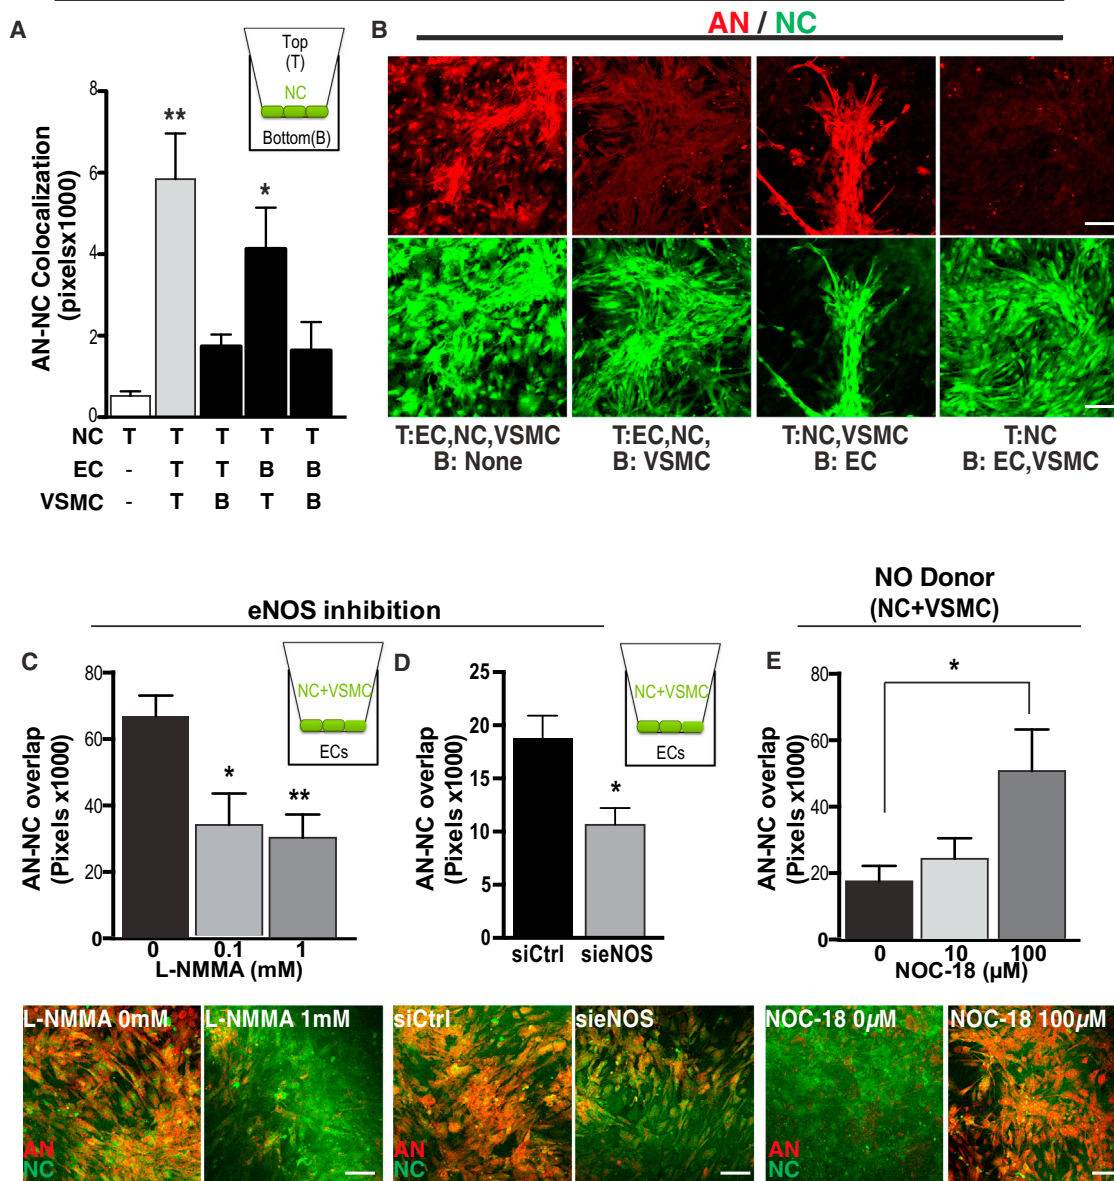 A
Top
(T)
NC
Bottom(B)
AN-NC Colocalization
(pixelsx1000)
8
6
4
2
0
**
*
NC T T T T T
EC - T T B B
VSMC - T B T B
B
AN / NC
T:EC,NC,VSMC
B: None
T:EC,NC,
B: VSMC
T:NC,VSMC
B: EC
T:NC
B: EC,VSMC
eNOS inhibition
NO Donor
(NC+VSMC)
C
AN-NC overlap
(Pixels x1000)
80
60
40
20
0
*
**
NC+VSMC
ECs
0 0.1 1
L-NMMA (mM)
D
AN-NC overlap
(Pixels x1000)
25
20
15
10
5
0
*
NC+VSMC
ECs
siCtrl sieNOS
E
AN-NC overlap
(Pixels x1000)
80
60
40
20
0
*
0 10 100
NOC-18 (µM)
L-NMMA 0mM
AN
NC
L-NMMA 1mM
siCtrl
AN
NC
sieNOS
NOC-18 0µM
AN
NC
NOC-18 100µM